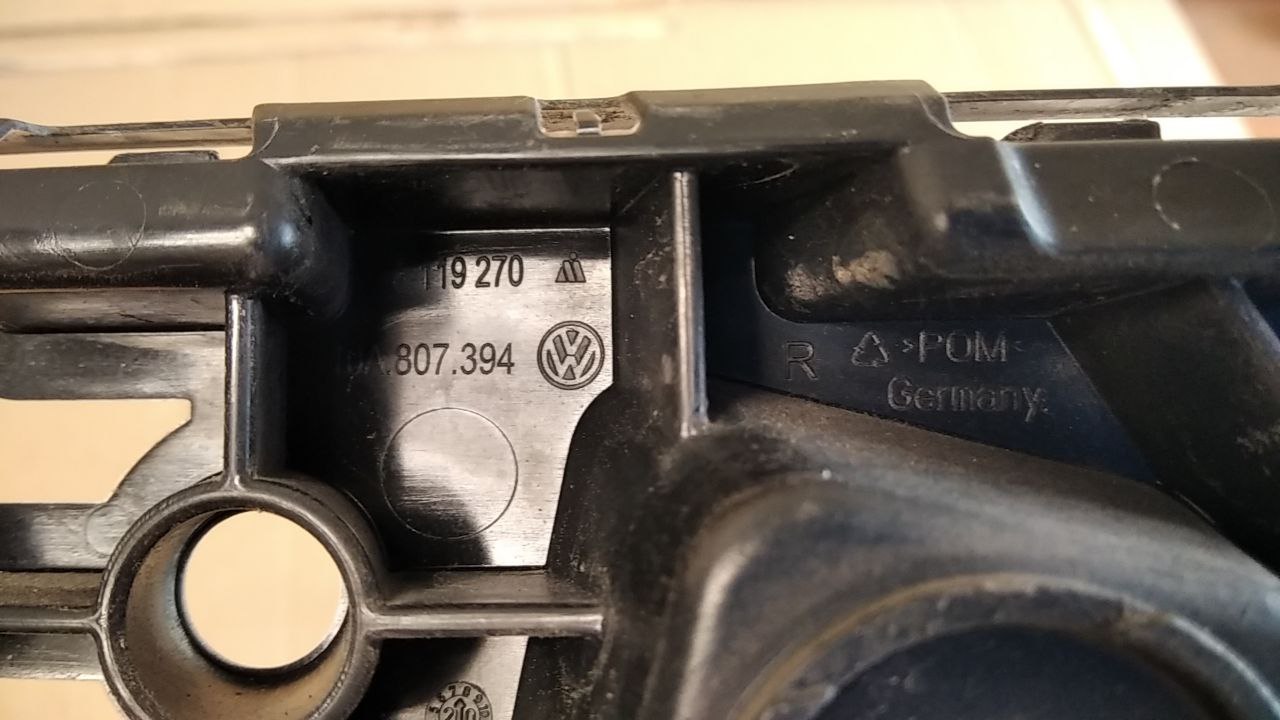 119 270
A.807.394
R >POM<
Germany